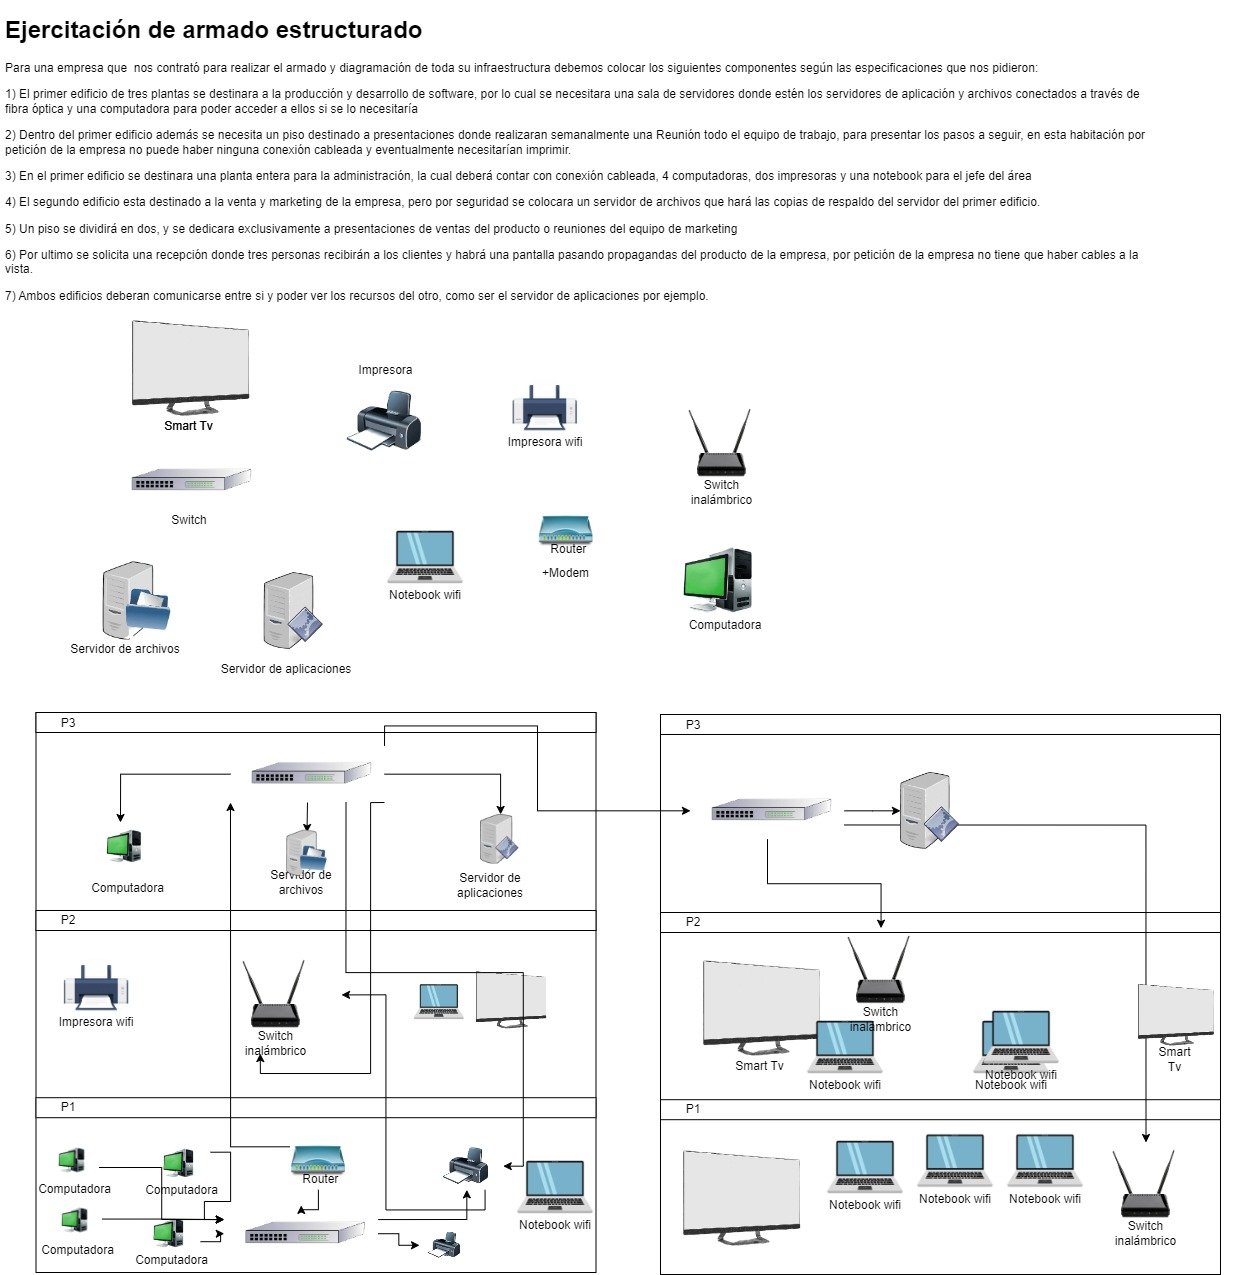 Ejercitación de armado estructurado
Para una empresa que  nos contrató para realizar el armado y diagramación de toda su infraestructura debemos colocar los siguientes componentes según las especificaciones que nos pidieron:
1) El primer edificio de tres plantas se destinara a la producción y desarrollo de software, por lo cual se necesitara una sala de servidores donde estén los servidores de aplicación y archivos conectados a través de
fibra óptica y una computadora para poder acceder a ellos si se lo necesitaría
2) Dentro del primer edificio además se necesita un piso destinado a presentaciones donde realizaran semanalmente una Reunión todo el equipo de trabajo, para presentar los pasos a seguir, en esta habitación por
petición de la empresa no puede haber ninguna conexión cableada y eventualmente necesitarían imprimir.
3) En el primer edificio se destinara una planta entera para la administración, la cual deberá contar con conexión cableada, 4 computadoras, dos impresoras y una notebook para el jefe del área
4) El segundo edificio esta destinado a la venta y marketing de la empresa, pero por seguridad se colocara un servidor de archivos que hará las copias de respaldo del servidor del primer edificio.
5) Un piso se dividirá en dos, y se dedicara exclusivamente a presentaciones de ventas del producto o reuniones del equipo de marketing
6) Por ultimo se solicita una recepción donde tres personas recibirán a los clientes y habrá una pantalla pasando propagandas del producto de la empresa, por petición de la empresa no tiene que haber cables a la
vista.
7) Ambos edificios deberan comunicarse entre si y poder ver los recursos del otro, como ser el servidor de aplicaciones por ejemplo.
Smart Tv
Impresora
Impresora wifi
Switch
inalámbrico
Switch
Router
+Modem
Notebook wifi
Computadora
Servidor de archivos
Servidor de aplicaciones
P3
Computadora
Servidor de
archivos
Servidor de
aplicaciones
P2
Impresora wifi
Switch
inalámbrico
P1
Computadora
Computadora
Router
Notebook wifi
Computadora
Computadora
P3
P2
Smart Tv
Switch
inalámbrico
Notebook wifi
Notebook wifi
Notebook wifi
Smart
Tv
P1
Notebook wifi
Notebook wifi
Notebook wifi
Switch
inalámbrico